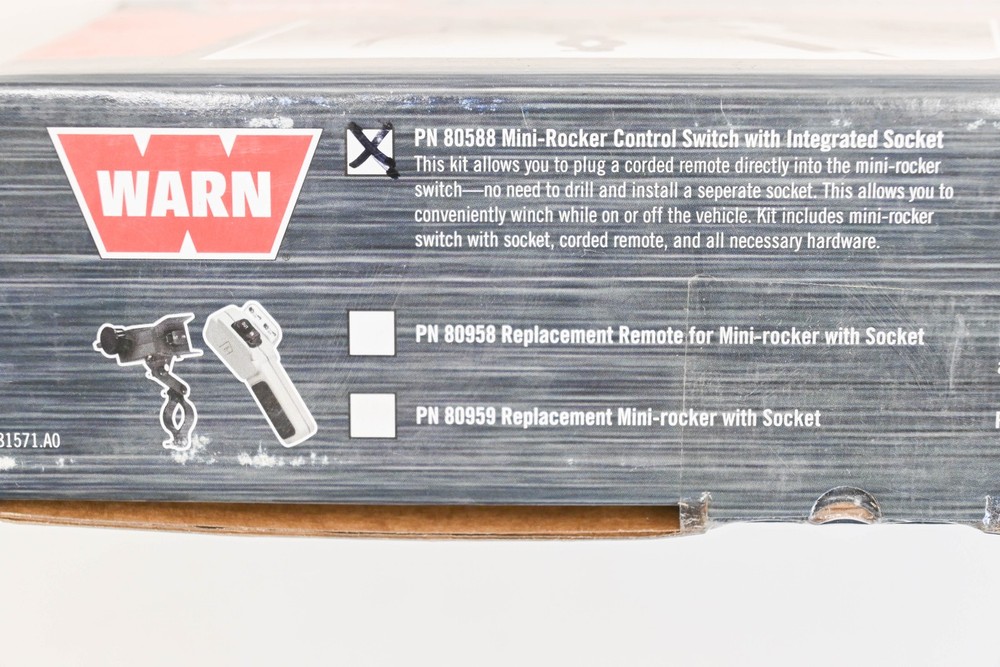 WARN
PN 80588 Mini-Rocker Control Switch with Integrated Socket
This kit allows you to plug a corded remote directly into the mini-rocker
switch—no need to drill and install a seperate socket. This allows you to
conveniently winch while on or off the vehicle. Kit includes mini-rocker
switch with socket, corded remote, and all necessary hardware.
PN 80958 Replacement Remote for Mini-rocker with Socket
PN 80959 Replacement Mini-rocker with Socket
31571.A0